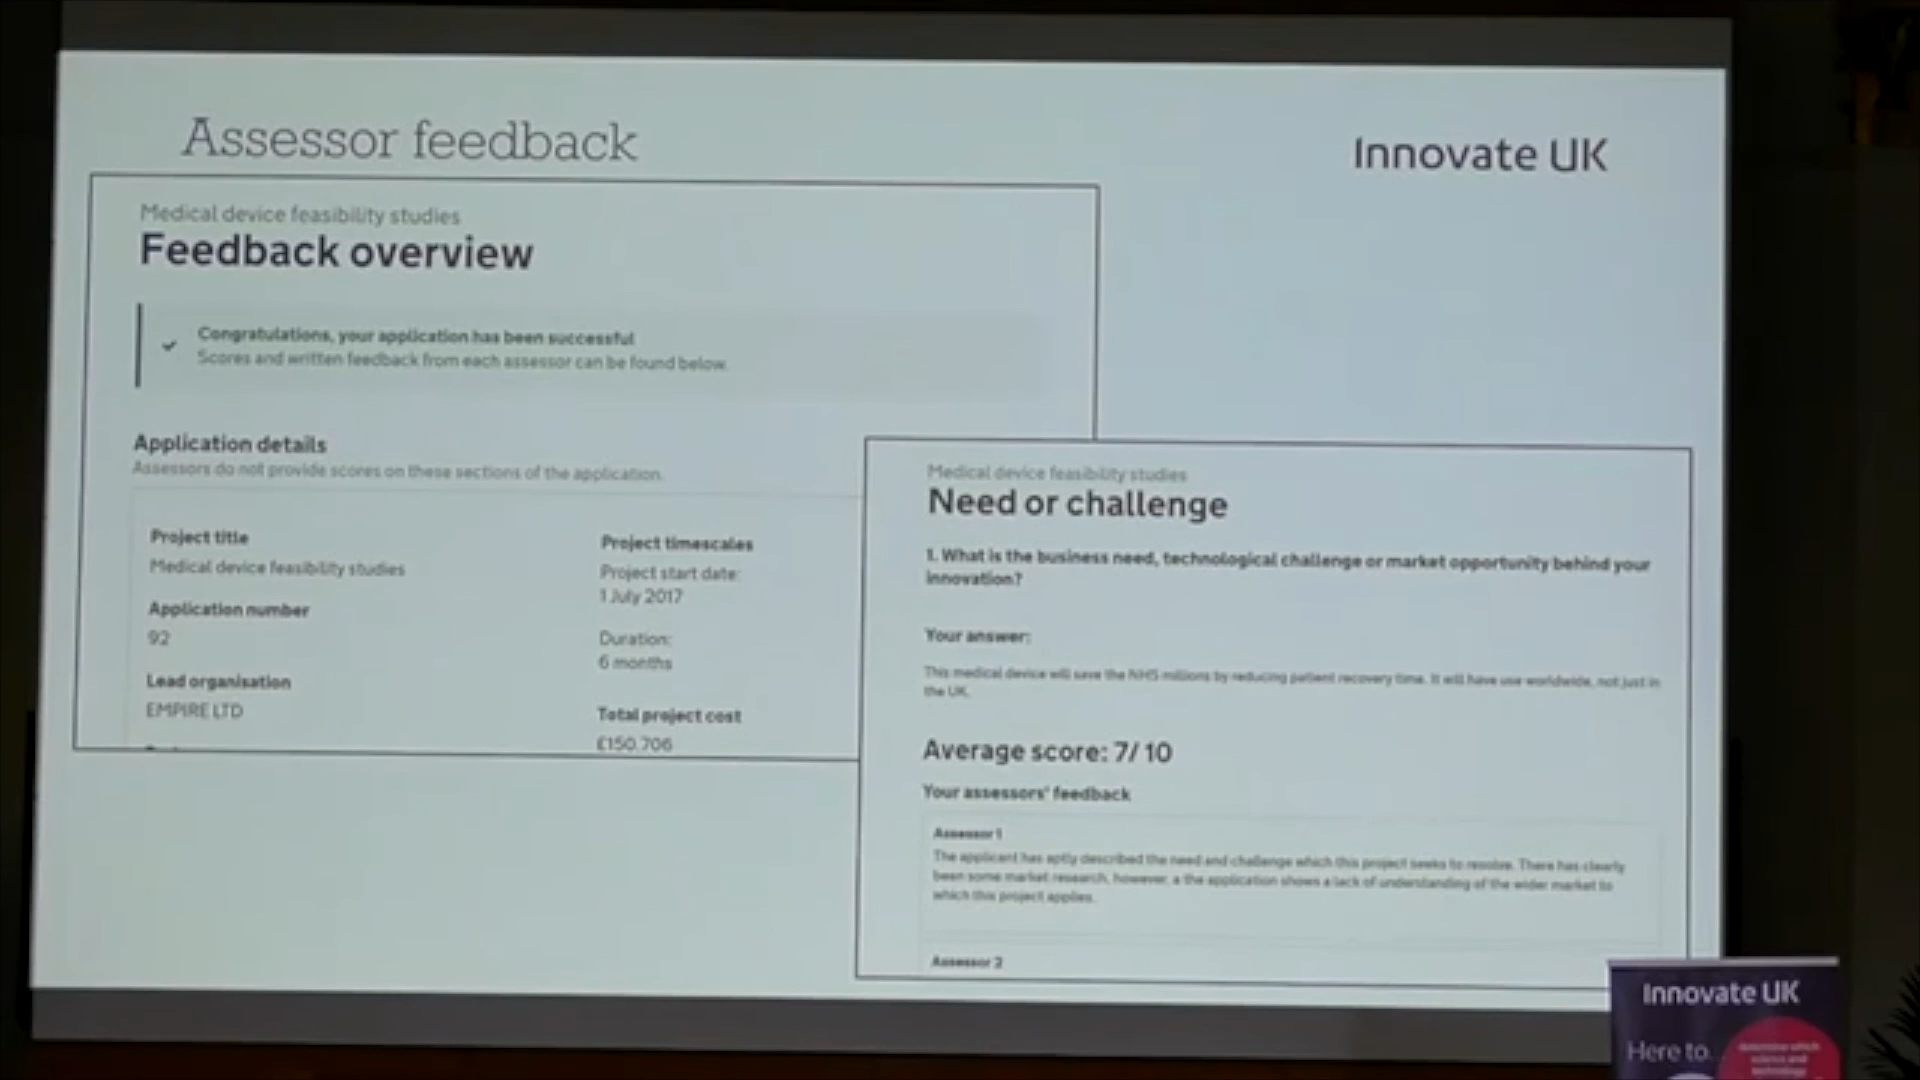 Assessor feedback
Innovate UK
Medical device feasibility studies
Feedback overview
Congratulations, your application has been successful
Scores and written feedback from each assessor can be found below.
Application details
Assessors do not provide scores on these sections of the application.
Project title
Medical device feasibility studies
Application number
92
Lead organisation
EMPIRE LTD
Project timescales
Project start date:
1 July 2017
Duration:
6 months
Total project cost
£150,706
Medical device feasibility studies
Need or challenge
1. What is the business need, technological challenge or market opportunity behind your
innovation?
Your answer:
This medical device will save the NHS millions by reducing patient recovery time. It will have use worldwide, not just in
the UK.
Average score: 7/ 10
Your assessors' feedback
Assessor 1
The applicant has aptly described the need and challenge which this project seeks to resolve. There has clearly
been some market research, however, a the application shows a lack of understanding of the wider market to
which this project applies.
Assessor 2
Innovate UK
Here to
determine which
science and
technology